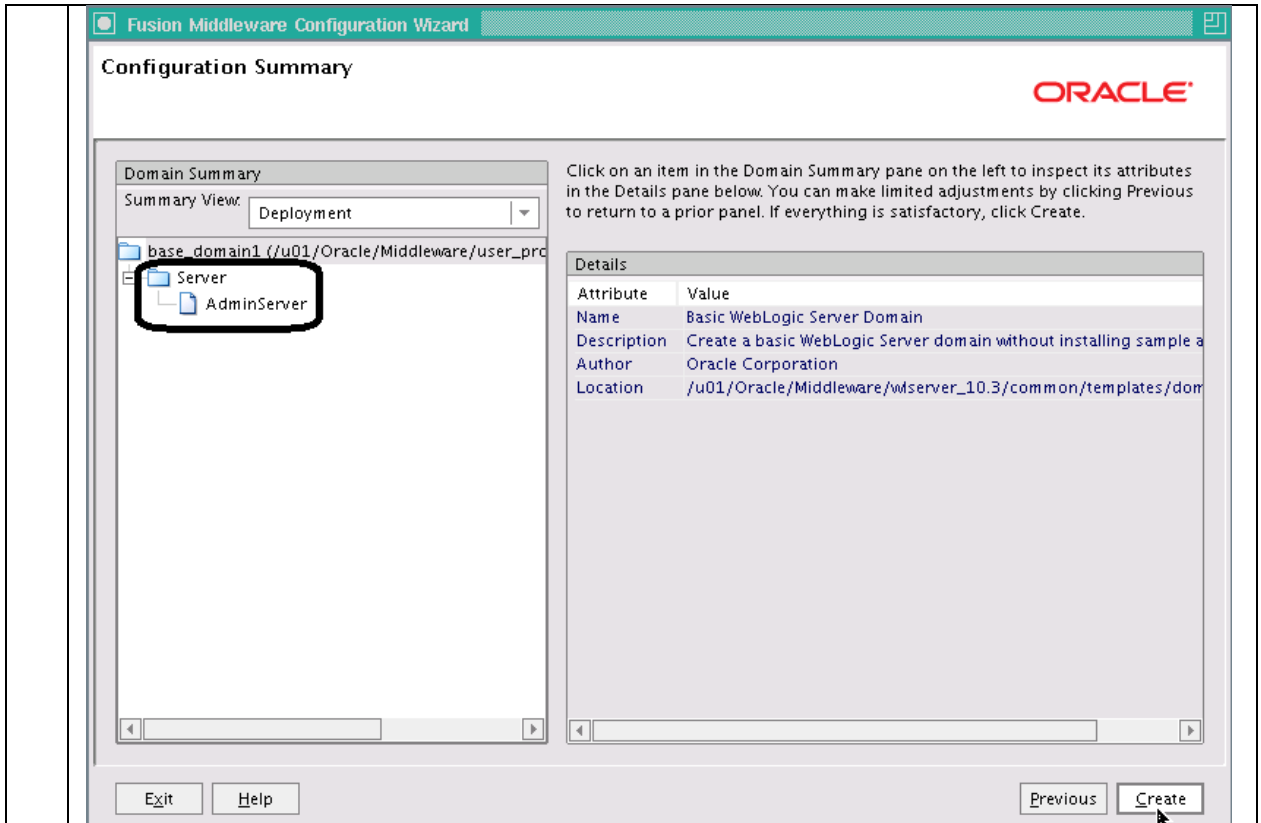 Fusion Middleware Configuration Wizard
Configuration Summary
ORACLE
Domain Summary
Summary View:
Deployment
base_domain1 (/u01/Oracle/Middleware/user_pro
Server
AdminServer
Click on an item in the Domain Summary pane on the left to inspect its attributes
in the Details pane below. You can make limited adjustments by clicking Previous
to return to a prior panel. If everything is satisfactory, click Create.
Details
Attribute Value
Name Basic WebLogic Server Domain
Description Create a basic WebLogic Server domain without installing sample a
Author Oracle Corporation
Location /u01/Oracle/Middleware/wlserver_10.3/common/templates/dom
Exit Help Previous Create